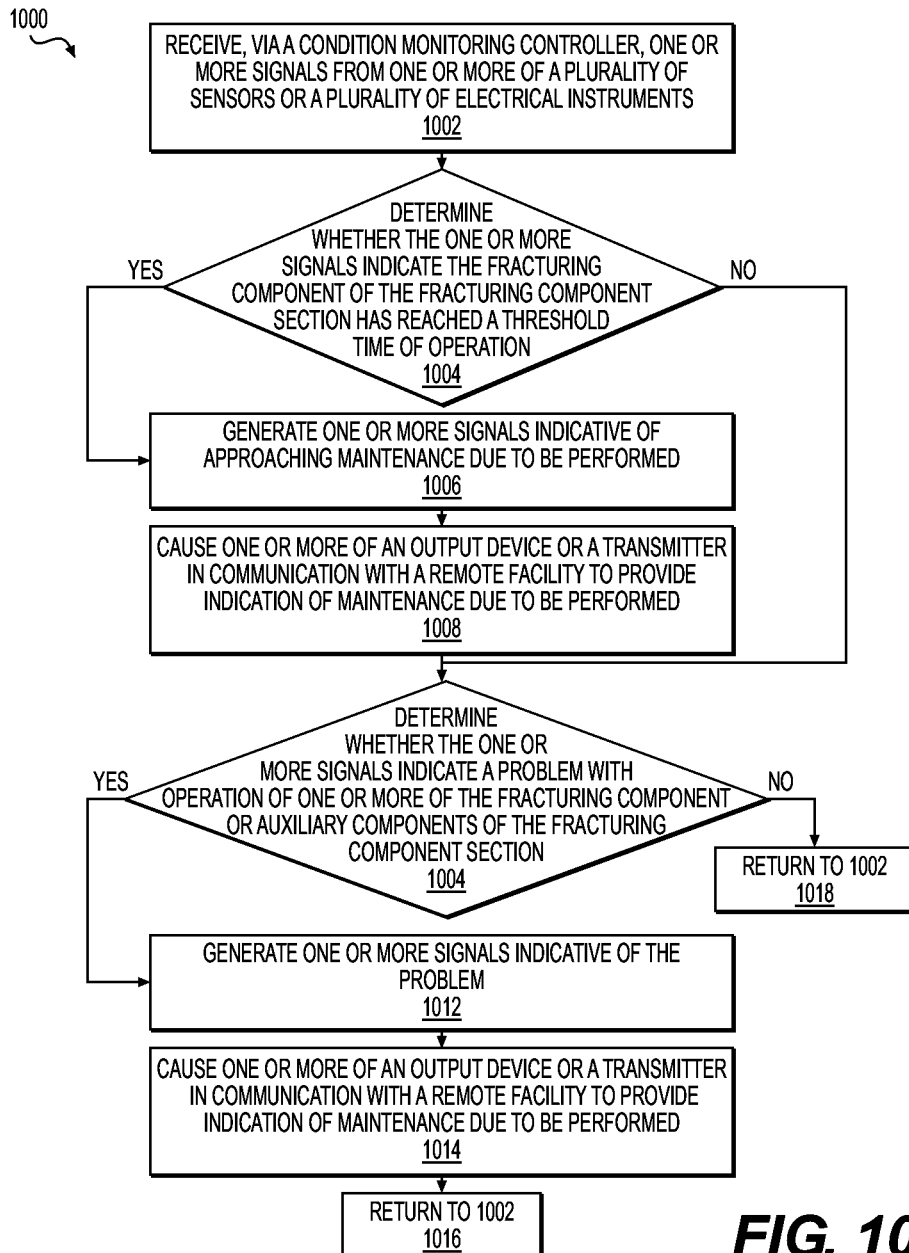 1000
RECEIVE, VIA A CONDITION MONITORING CONTROLLER, ONE OR
MORE SIGNALS FROM ONE OR MORE OF A PLURALITY OF
SENSORS OR A PLURALITY OF ELECTRICAL INSTRUMENTS
1002
DETERMINE
WHETHER THE ONE OR MORE
SIGNALS INDICATE THE FRACTURING
COMPONENT OF THE FRACTURING COMPONENT
SECTION HAS REACHED A THRESHOLD
TIME OF OPERATION
1004
YES
NO
GENERATE ONE OR MORE SIGNALS INDICATIVE OF
APPROACHING MAINTENANCE DUE TO BE PERFORMED
1006
CAUSE ONE OR MORE OF AN OUTPUT DEVICE OR A TRANSMITTER
IN COMMUNICATION WITH A REMOTE FACILITY TO PROVIDE
INDICATION OF MAINTENANCE DUE TO BE PERFORMED
1008
DETERMINE
WHETHER THE ONE OR
MORE SIGNALS INDICATE A PROBLEM WITH
OPERATION OF ONE OR MORE OF THE FRACTURING COMPONENT
OR AUXILIARY COMPONENTS OF THE FRACTURING
COMPONENT SECTION
1004
YES
NO
RETURN TO 1002
1018
GENERATE ONE OR MORE SIGNALS INDICATIVE OF THE
PROBLEM
1012
CAUSE ONE OR MORE OF AN OUTPUT DEVICE OR A TRANSMITTER
IN COMMUNICATION WITH A REMOTE FACILITY TO PROVIDE
INDICATION OF MAINTENANCE DUE TO BE PERFORMED
1014
RETURN TO 1002
1016
FIG. 10